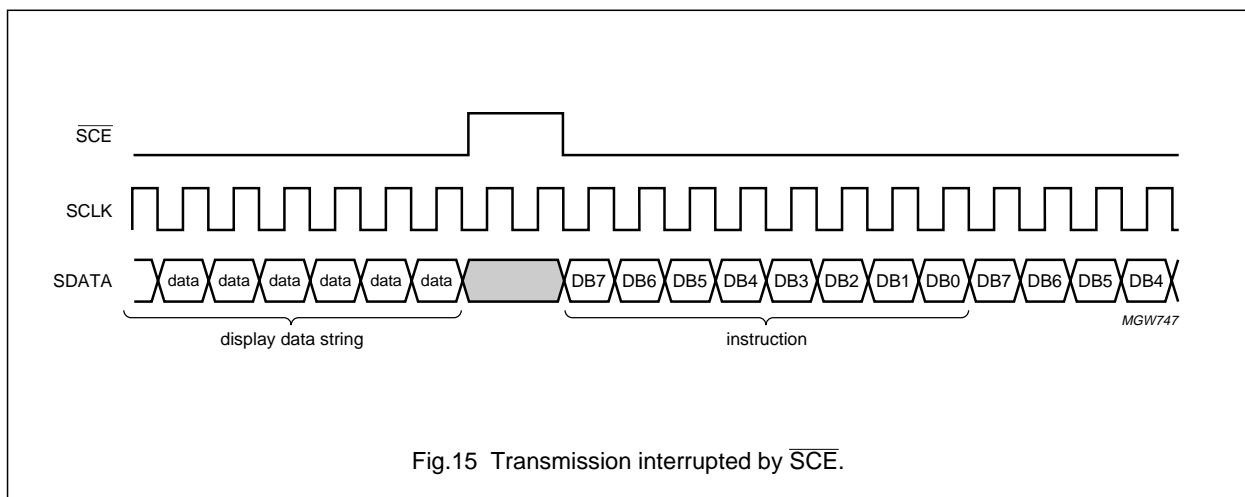 SCE
SCLK
SDATA data data data data data data DB7 DB6 DB5 DB4 DB3 DB2 DB1 DB0 DB7 DB6 DB5 DB4
MGW747
display data string instruction
Fig.15 Transmission interrupted by SCE.